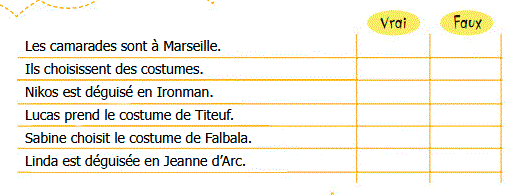 Vrai Faux
Les camarades sont à Marseille.
Ils choisissent des costumes.
Nikos est déguisé en Ironman.
Lucas prend le costume de Titeuf.
Sabine choisit le costume de Falbala.
Linda est déguisée en Jeanne d’Arc.